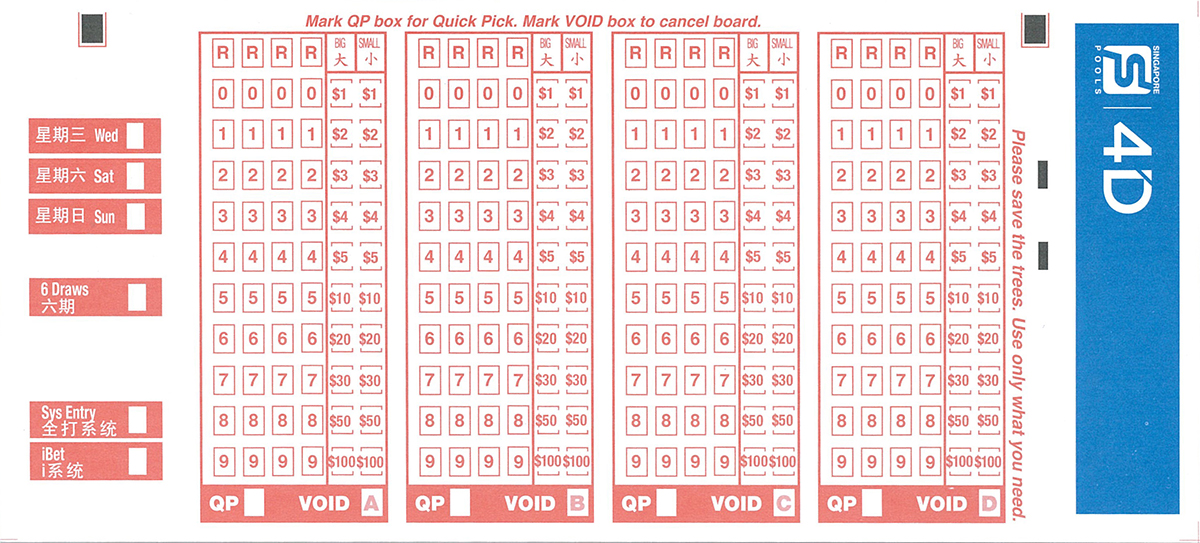 Mark QP box for Quick Pick. Mark VOID box to cancel board.
星期三 Wed
星期六 Sat
星期日 Sun
6 Draws
六期
Sys Entry
全打系统
iBet
i系统
R R R R BIG SMALL
大 小
0 0 0 0 $1 $1
1 1 1 1 $2 $2
2 2 2 2 $3 $3
3 3 3 3 $4 $4
4 4 4 4 $5 $5
5 5 5 5 $10 $10
6 6 6 6 $20 $20
7 7 7 7 $30 $30
8 8 8 8 $50 $50
9 9 9 9 $100 $100
QP VOID A
R R R R BIG SMALL
大 小
0 0 0 0 $1 $1
1 1 1 1 $2 $2
2 2 2 2 $3 $3
3 3 3 3 $4 $4
4 4 4 4 $5 $5
5 5 5 5 $10 $10
6 6 6 6 $20 $20
7 7 7 7 $30 $30
8 8 8 8 $50 $50
9 9 9 9 $100 $100
QP VOID B
R R R R BIG SMALL
大 小
0 0 0 0 $1 $1
1 1 1 1 $2 $2
2 2 2 2 $3 $3
3 3 3 3 $4 $4
4 4 4 4 $5 $5
5 5 5 5 $10 $10
6 6 6 6 $20 $20
7 7 7 7 $30 $30
8 8 8 8 $50 $50
9 9 9 9 $100 $100
QP VOID C
R R R R BIG SMALL
大 小
0 0 0 0 $1 $1
1 1 1 1 $2 $2
2 2 2 2 $3 $3
3 3 3 3 $4 $4
4 4 4 4 $5 $5
5 5 5 5 $10 $10
6 6 6 6 $20 $20
7 7 7 7 $30 $30
8 8 8 8 $50 $50
9 9 9 9 $100 $100
QP VOID D
Please save the trees. Use only what you need.
SINGAPORE
POOLS
4D